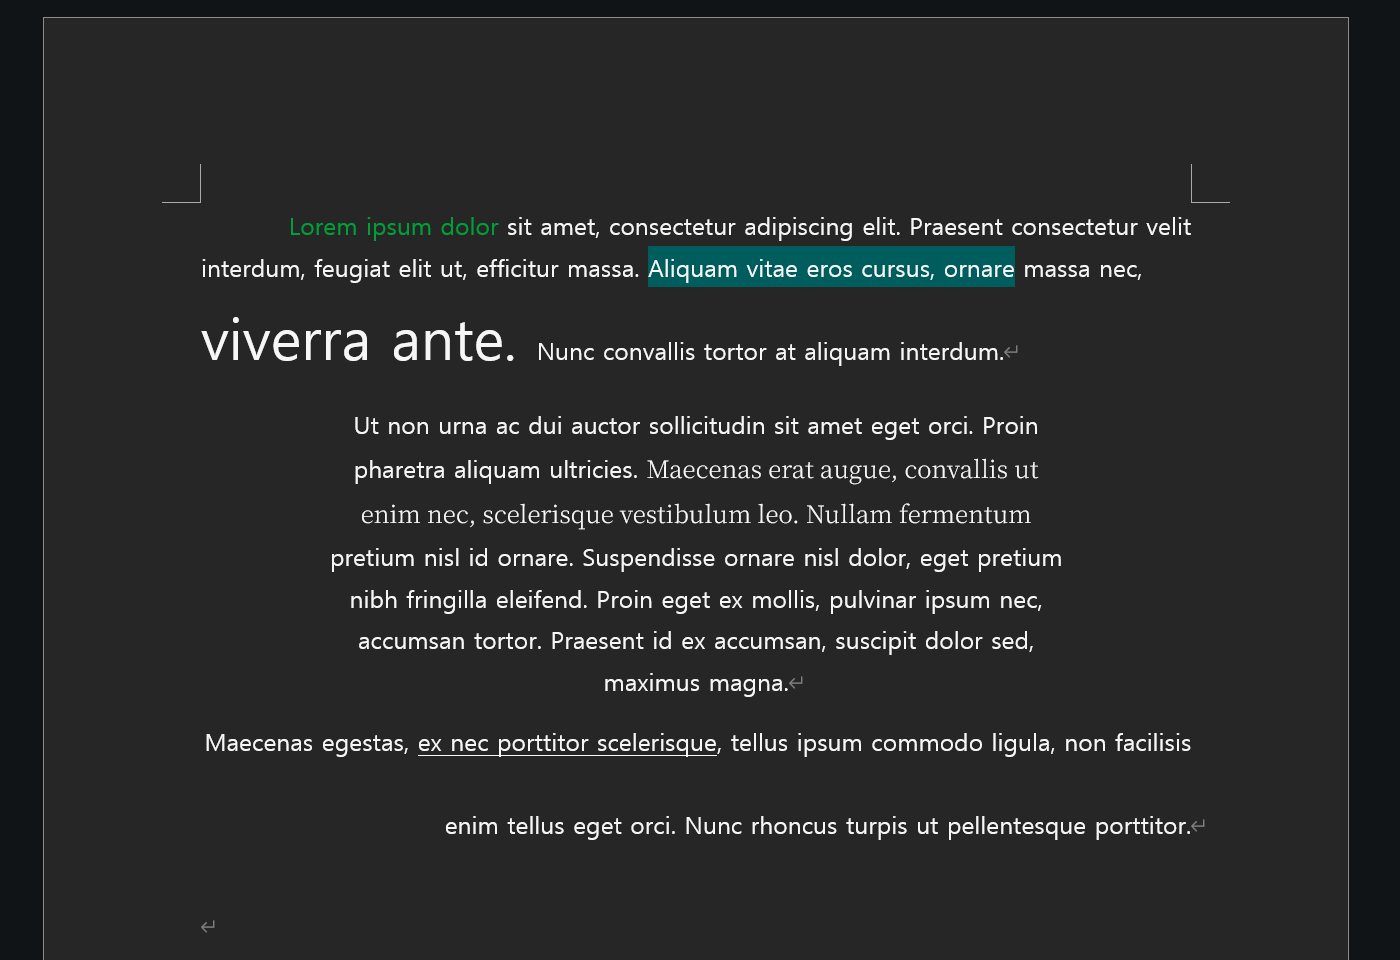 Lorem ipsum dolor sit amet, consectetur adipiscing elit. Praesent consectetur velit
interdum, feugiat elit ut, efficitur massa. Aliquam vitae eros cursus, ornare massa nec,
viverra ante. Nunc convallis tortor at aliquam interdum.
Ut non urna ac dui auctor sollicitudin sit amet eget orci. Proin
pharetra aliquam ultricies. Maecenas erat augue, convallis ut
enim nec, scelerisque vestibulum leo. Nullam fermentum
pretium nisl id ornare. Suspendisse ornare nisl dolor, eget pretium
nibh fringilla eleifend. Proin eget ex mollis, pulvinar ipsum nec,
accumsan tortor. Praesent id ex accumsan, suscipit dolor sed,
maximus magna.
Maecenas egestas, ex nec porttitor scelerisque, tellus ipsum commodo ligula, non facilisis
enim tellus eget orci. Nunc rhoncus turpis ut pellentesque porttitor.